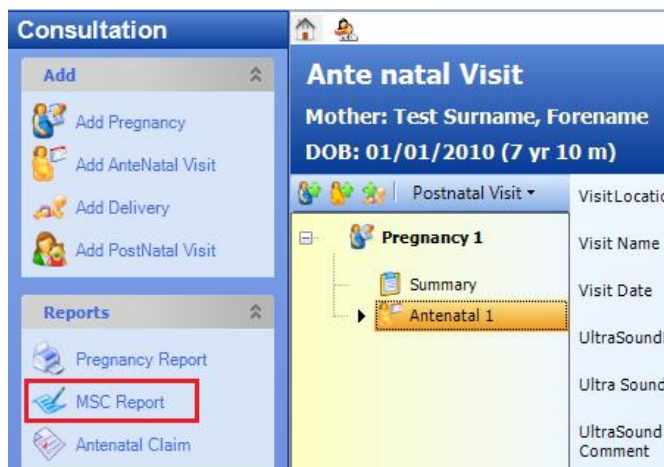 Consultation
Add
Add Pregnancy
Add AnteNatal Visit
Add Delivery
Add PostNatal Visit
Reports
Pregnancy Report
MSC Report
Antenatal Claim
Ante natal Visit
Mother: Test Surname, Forename
DOB: 01/01/2010 (7 yr 10 m)
Postnatal Visit
Pregnancy 1
Summary
Antenatal 1
VisitLocatio
Visit Name
Visit Date
UltraSound
Ultra Sound
UltraSound
Comment